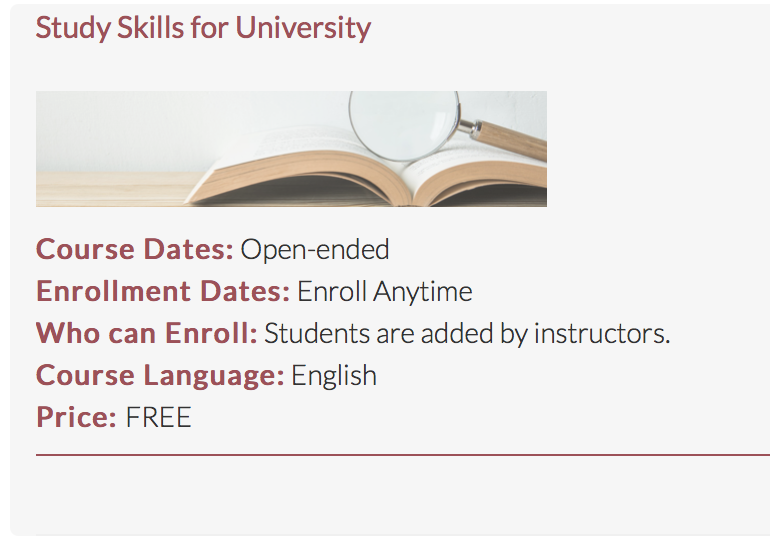 Study Skills for University
Course Dates: Open-ended
Enrollment Dates: Enroll Anytime
Who can Enroll: Students are added by instructors.
Course Language: English
Price: FREE